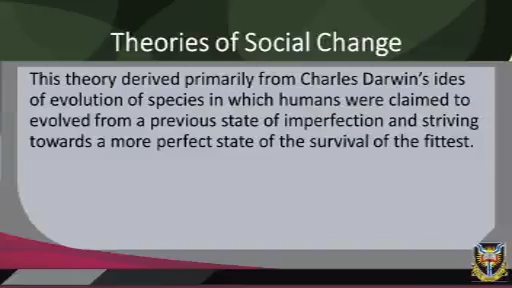 Theories of Social Change
This theory derived primarily from Charles Darwin's ides
of evolution of species in which humans were claimed to
evolved from a previous state of imperfection and striving
towards a more perfect state of the survival of the fittest.